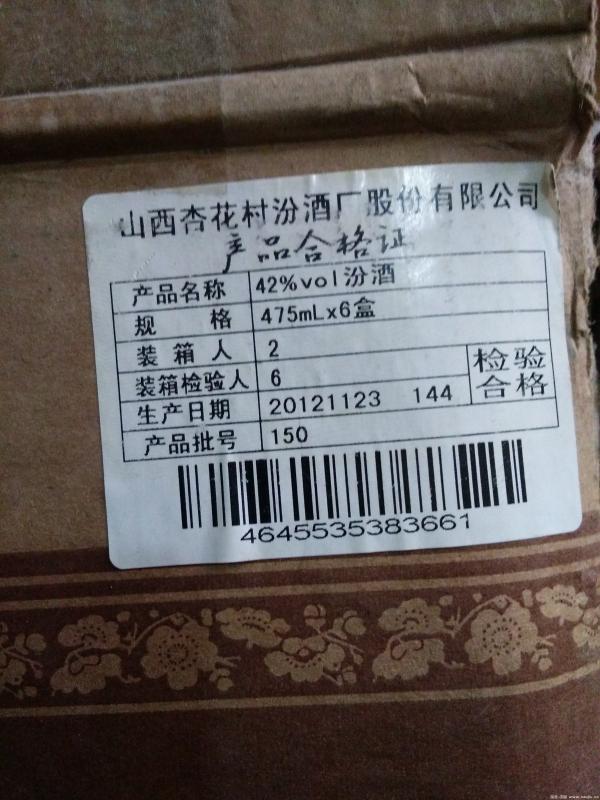 山西杏花村汾酒厂股份有限公司
产品合格证
产品名称 42%vol汾酒
规 格 475mLx6盒
装 箱 人 2
装箱检验人 6
检验
合格
生产日期 20121123 144
产品批号 150
4645535383661